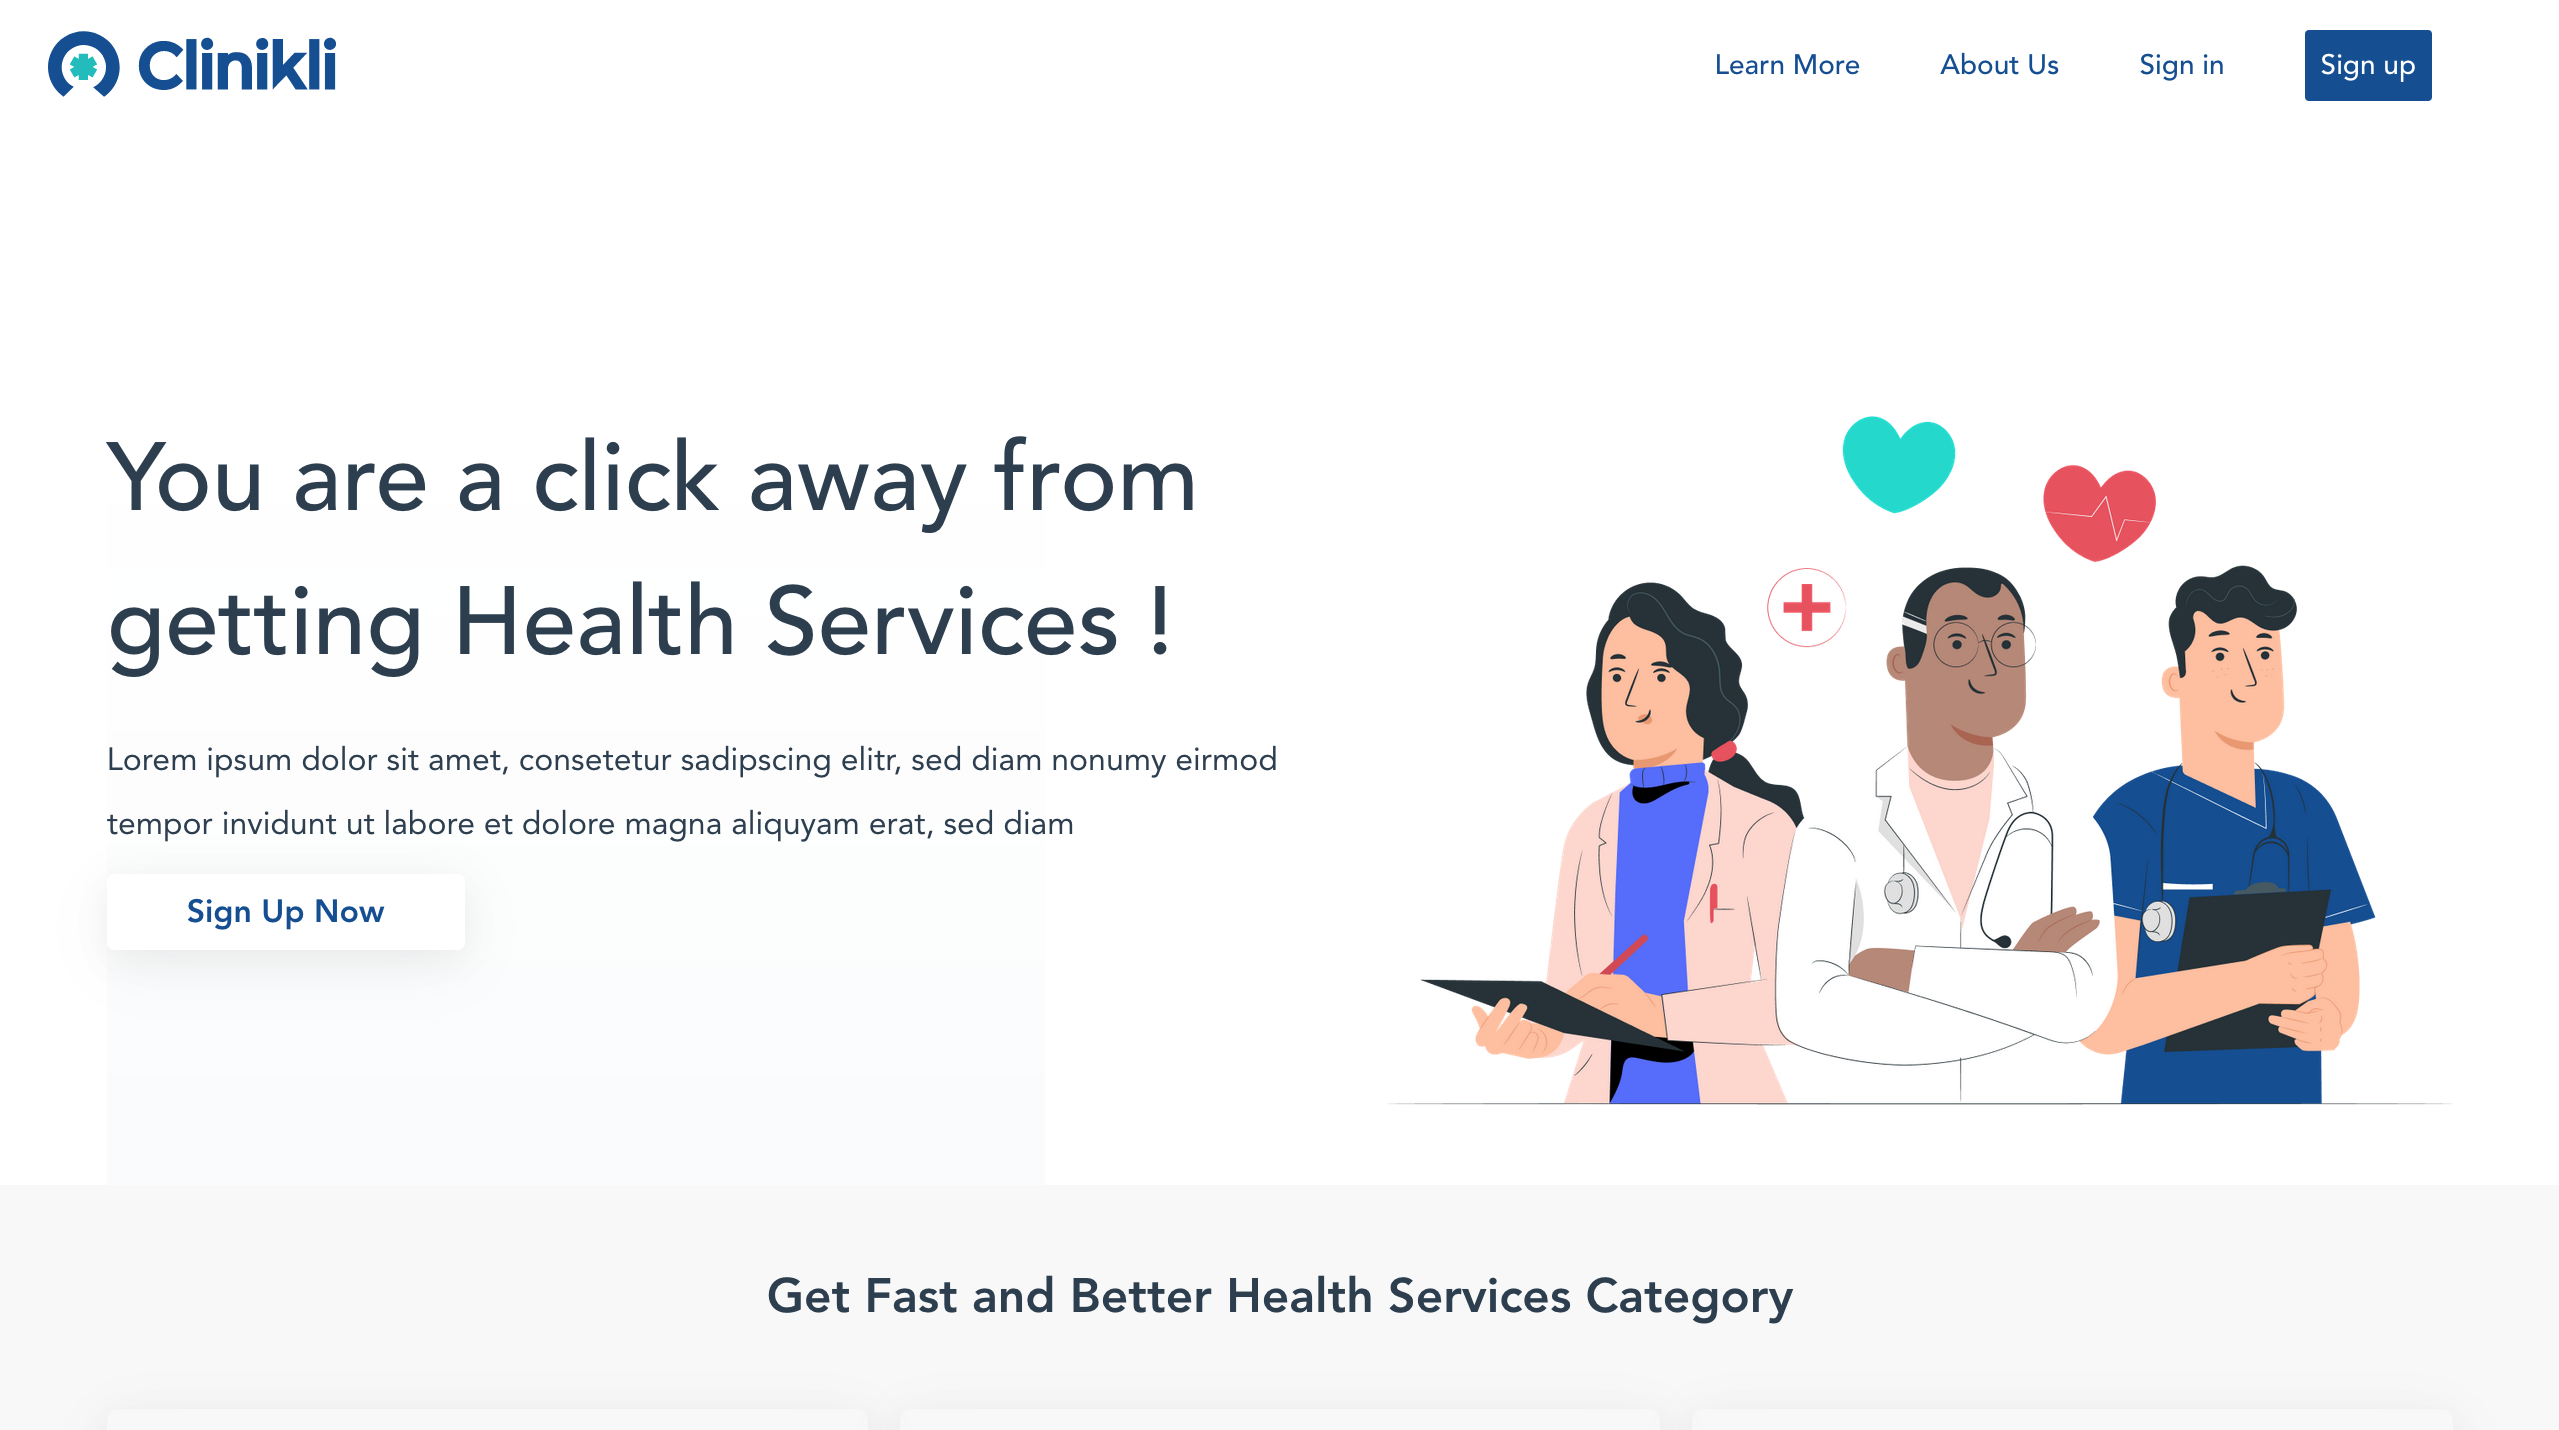 Clinikli
Learn More
About Us
Sign in
Sign up
You are a click away from
getting Health Services !
Lorem ipsum dolor sit amet, consetetur sadipscing elitr, sed diam nonumy eirmod
tempor invidunt ut labore et dolore magna aliquyam erat, sed diam
Sign Up Now
Get Fast and Better Health Services Category